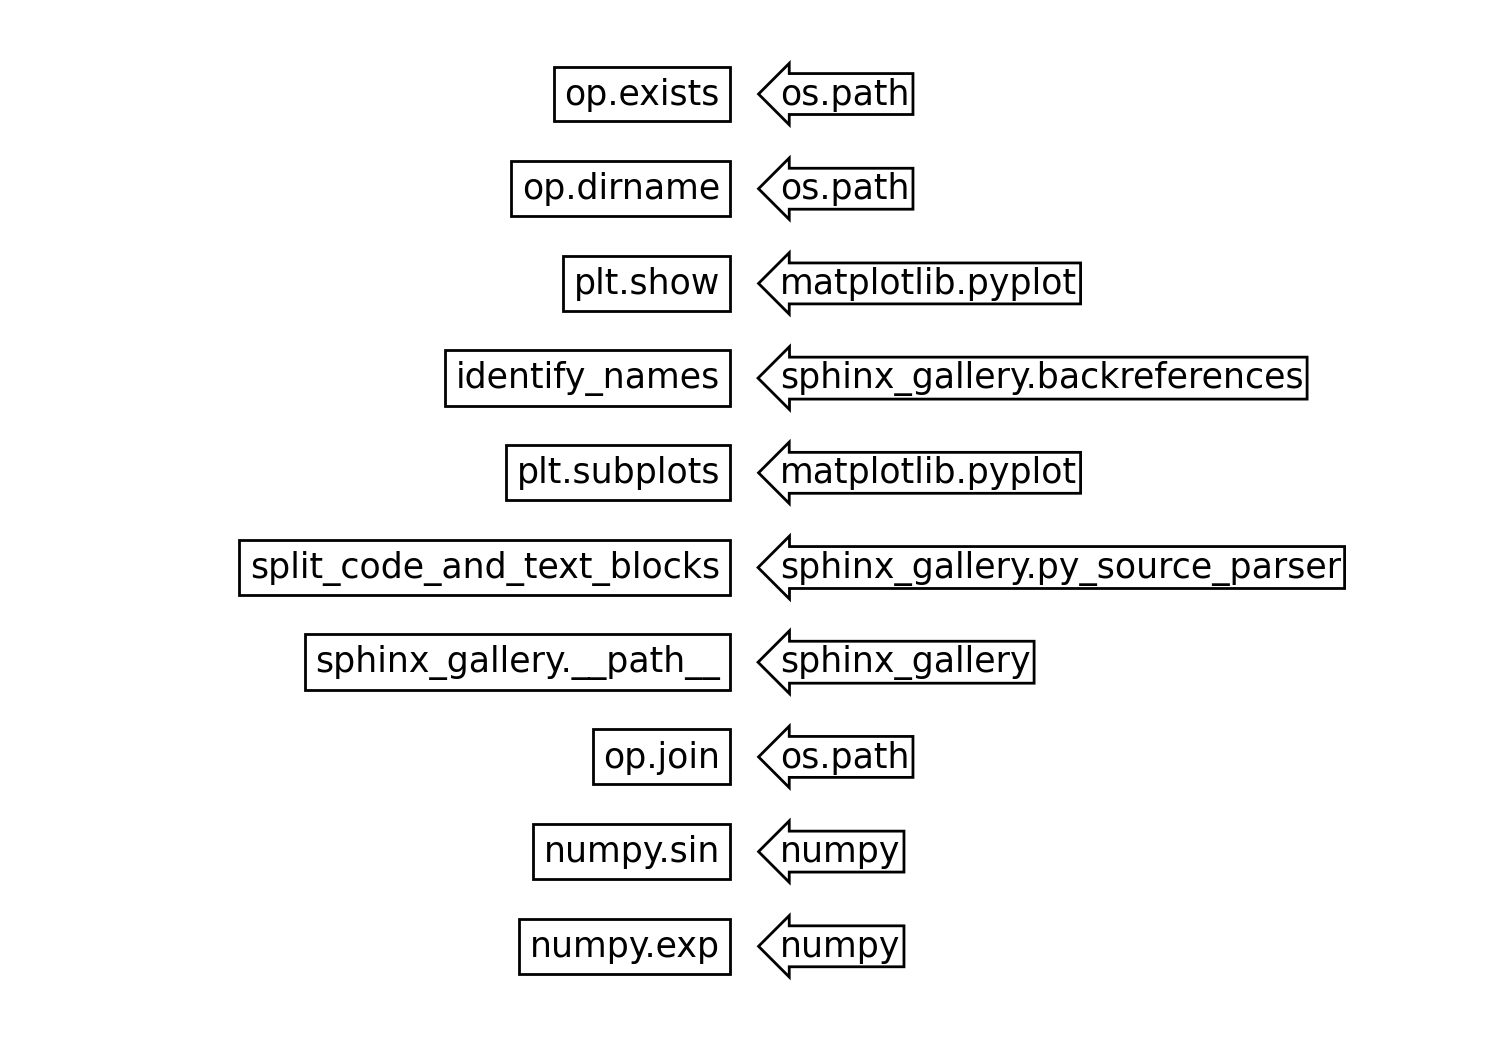 op.exists os.path
op.dirname os.path
plt.show matplotlib.pyplot
identify_names sphinx_gallery.backreferences
plt.subplots matplotlib.pyplot
split_code_and_text_blocks sphinx_gallery.py_source_parser
sphinx_gallery.__path__ sphinx_gallery
op.join os.path
numpy.sin numpy
numpy.exp numpy